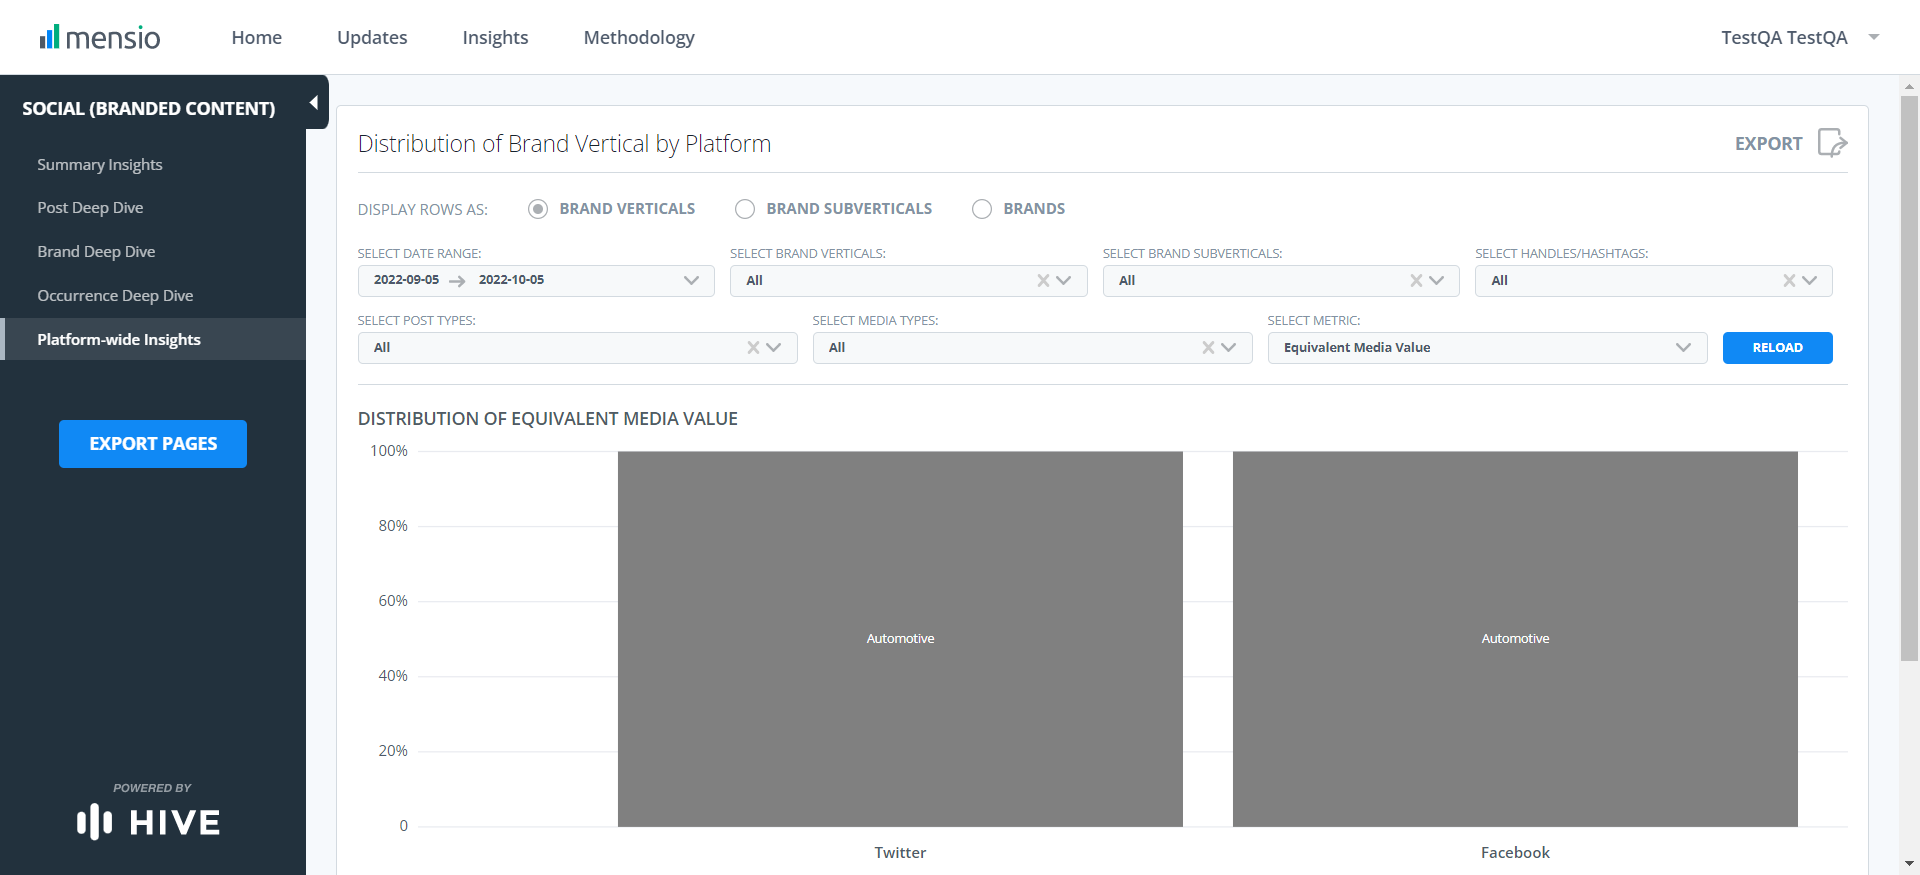 mensio
Home
Updates
Insights
Methodology
TestQA TestQA
SOCIAL (BRANDED CONTENT)
Summary Insights
Post Deep Dive
Brand Deep Dive
Occurrence Deep Dive
Platform-wide Insights
EXPORT PAGES
POWERED BY
HIVE
Distribution of Brand Vertical by Platform
EXPORT
DISPLAY ROWS AS:
BRAND VERTICALS
BRAND SUBVERTICALS
BRANDS
SELECT DATE RANGE:
2022-09-05 → 2022-10-05
SELECT BRAND VERTICALS:
All
SELECT BRAND SUBVERTICALS:
All
SELECT HANDLES/HASHTAGS:
All
SELECT POST TYPES:
All
SELECT MEDIA TYPES:
All
SELECT METRIC:
Equivalent Media Value
RELOAD
DISTRIBUTION OF EQUIVALENT MEDIA VALUE
100%
80%
60%
40%
20%
0
Automotive
Automotive
Twitter
Facebook